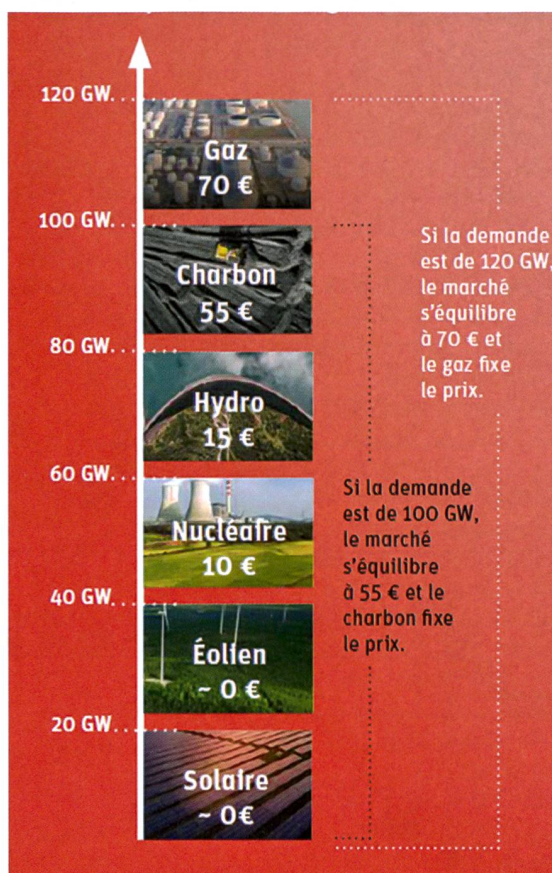 120 GW
Gaz
70 €
100 GW
Charbon
55 €
80 GW
Hydro
15 €
60 GW
Nucléaire
10 €
40 GW
Éolien
~ 0 €
20 GW
Solaire
~ 0 €
Si la demande
est de 120 GW,
le marché
s'équilibre
à 70 € et
le gaz fixe
le prix.
Si la demande
est de 100 GW,
le marché
s'équilibre
à 55 € et le
charbon fixe
le prix.